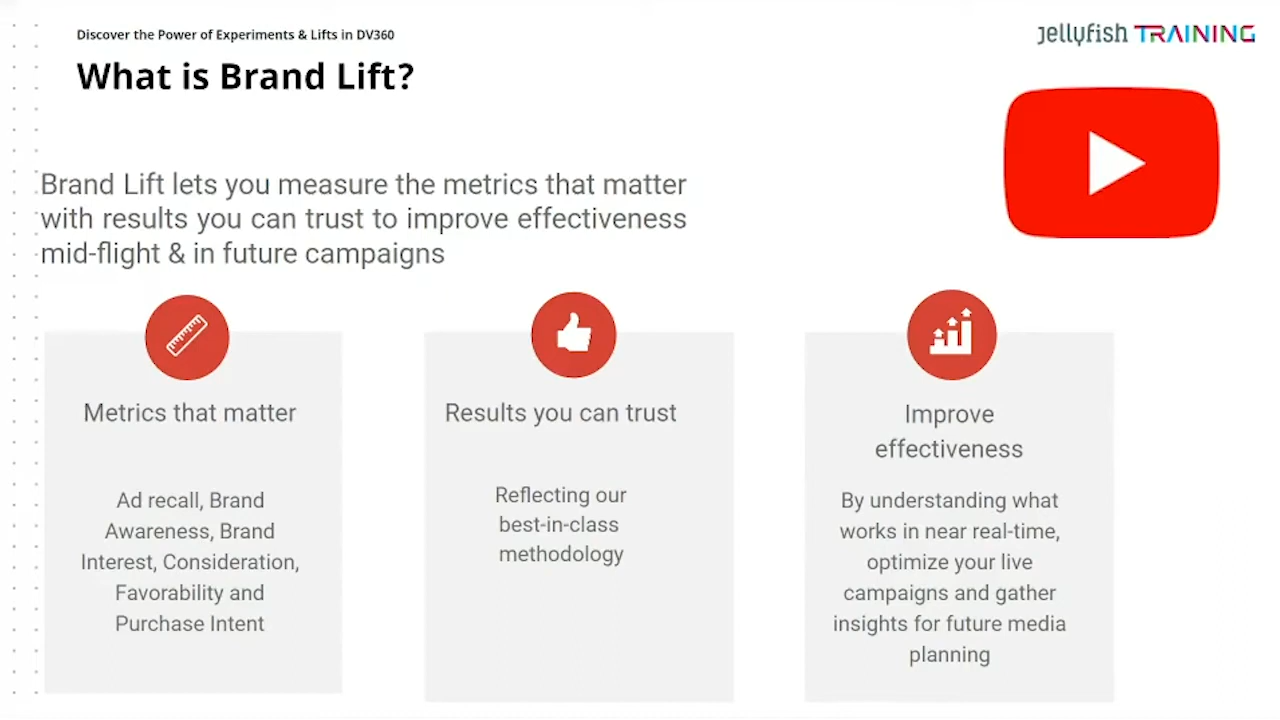 Discover the Power of Experiments & Lifts in DV360
jellyfish TRAINING
What is Brand Lift?
Brand Lift lets you measure the metrics that matter
with results you can trust to improve effectiveness
mid-flight & in future campaigns
Metrics that matter
Ad recall, Brand
Awareness, Brand
Interest, Consideration,
Favorability and
Purchase Intent
Results you can trust
Reflecting our
best-in-class
methodology
Improve
effectiveness
By understanding what
works in near real-time,
optimize your live
campaigns and gather
insights for future media
planning